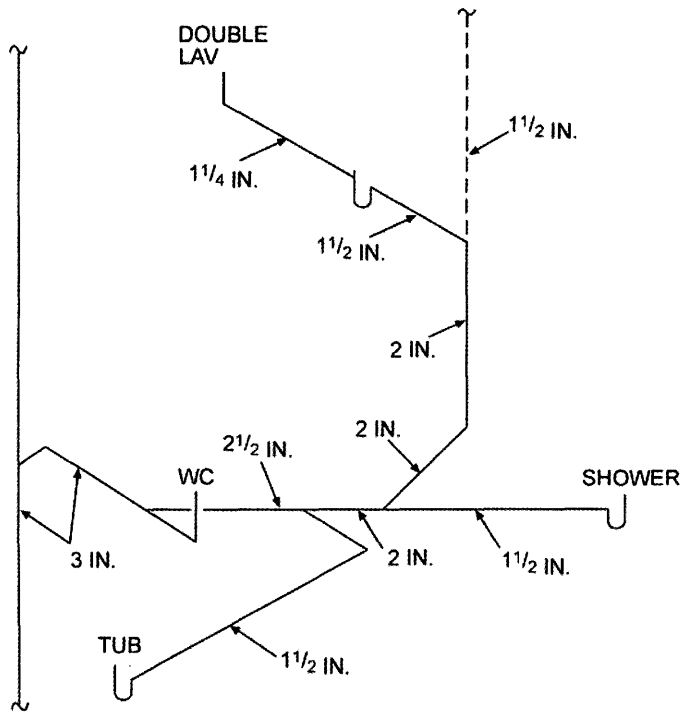 DOUBLE
LAV
1 1/2 IN.
1 1/4 IN.
1 1/2 IN.
2 IN.
2 IN.
2 1/2 IN.
WC
SHOWER
3 IN.
2 IN.
1 1/2 IN.
TUB
1 1/2 IN.